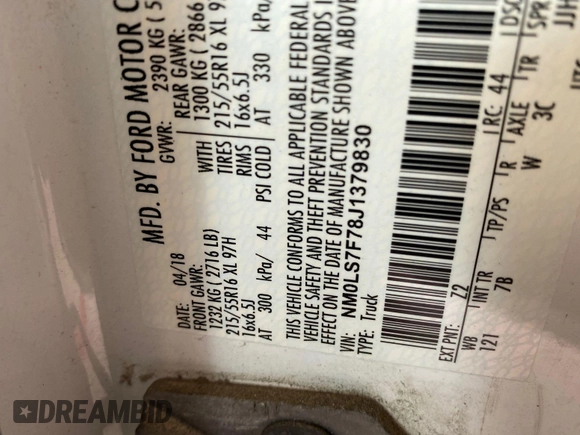 MFD. BY FORD MOTOR C
04/18
GVWR: 2390 KG ( 5
FRONT GAWR: REAR GAWR:
1232 KG ( 2716 LB) WITH 1300 KG ( 2866
215/55R16 XL 97H TIRES 215/55R16 XL 97
16x6.5J RIMS 16x6.5J
AT 300 kPa/ 44 PSI COLD AT 330 kPa/
THIS VEHICLE CONFORMS TO ALL APPLICABLE FEDERAL
VEHICLE SAFETY AND THEFT PREVENTION STANDARDS I
EFFECT ON THE DATE OF MANUFACTURE SHOWN ABOVE
VIN: NM0LS7F78J1379830
TYPE: Truck
EXT PNT: Z2 RC: 44 DSO
WB INT TR TP/PS R AXLE TR SPR
121 7B W 3C JJH
UTC
DREAMBID